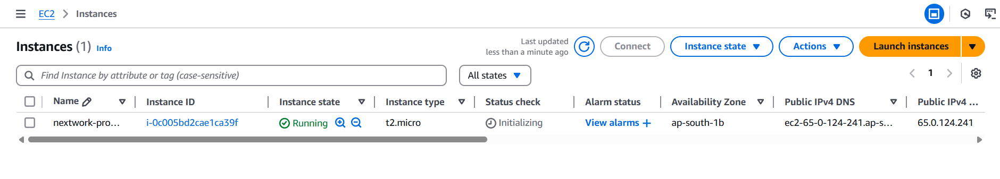 EC2 Instances
Instances (1) Info
Last updated
less than a minute ago
Connect
Instance state
Actions
Launch instances
Find Instance by attribute or tag (case-sensitive)
All states
1
Name Instance ID Instance state Instance type Status check Alarm status Availability Zone Public IPv4 DNS Public IPv4 ...
nextwork-pro... i-0c005bd2cae1ca39f Running t2.micro Initializing View alarms + ap-south-1b ec2-65-0-124-241.ap-s... 65.0.124.241